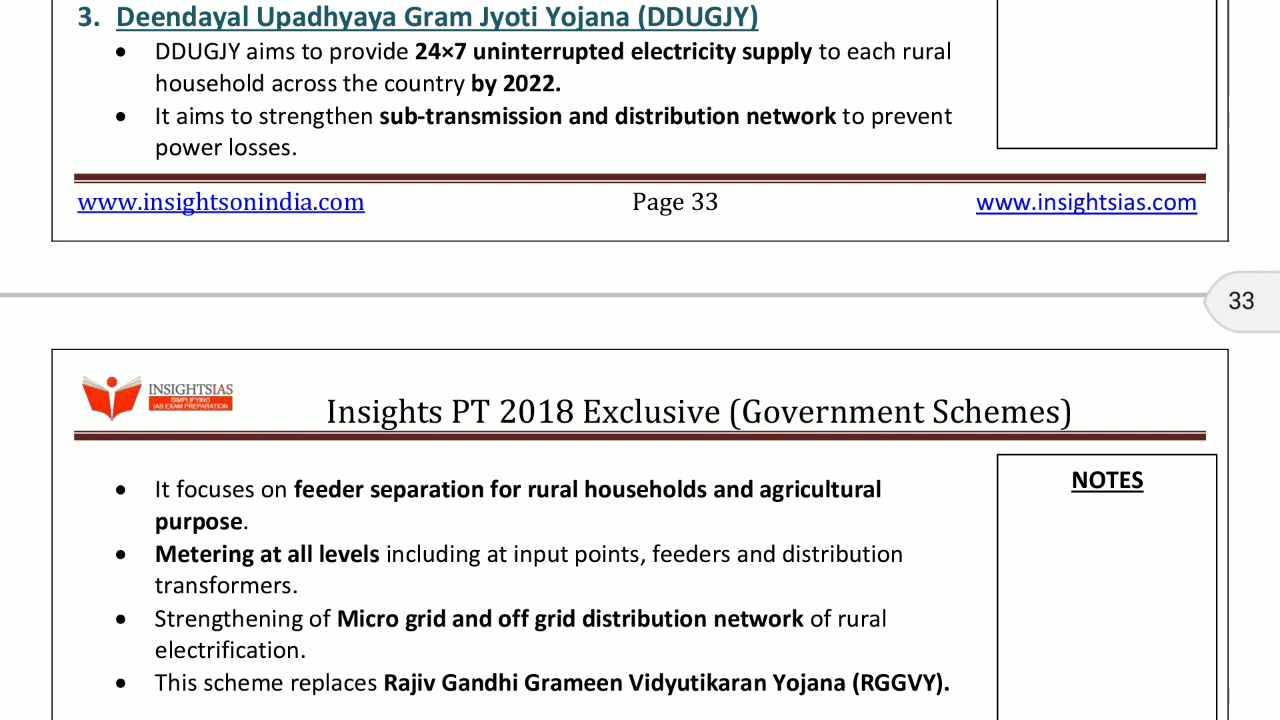 3. Deendayal Upadhyaya Gram Jyoti Yojana (DDUGJY)
• DDUGJY aims to provide 24×7 uninterrupted electricity supply to each rural
household across the country by 2022.
• It aims to strengthen sub-transmission and distribution network to prevent
power losses.
www.insightsonindia.com Page 33 www.insightsias.com
33
INSIGHTSIAS
SIMPLIFYING
IAS EXAM PREPARATION
Insights PT 2018 Exclusive (Government Schemes)
NOTES
• It focuses on feeder separation for rural households and agricultural
purpose.
• Metering at all levels including at input points, feeders and distribution
transformers.
• Strengthening of Micro grid and off grid distribution network of rural
electrification.
• This scheme replaces Rajiv Gandhi Grameen Vidyutikaran Yojana (RGGVY).